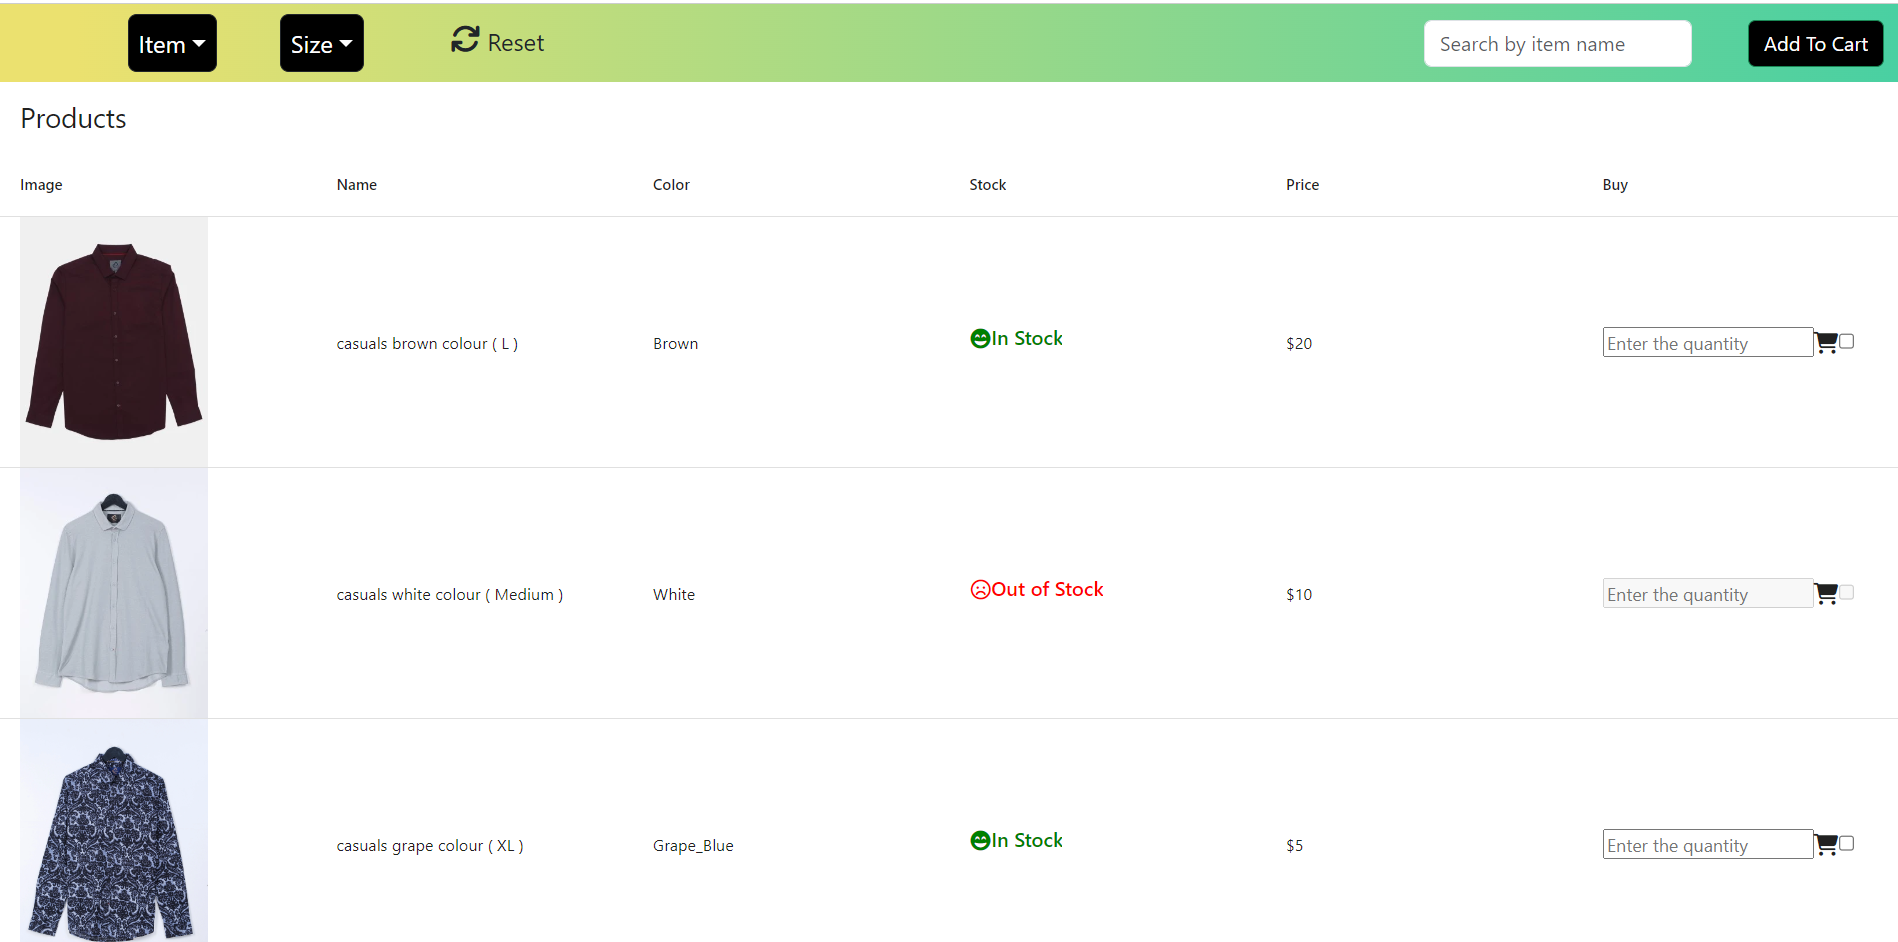 Item Size Reset Search by item name Add To Cart
Products
Image Name Color Stock Price Buy
casuals brown colour ( L ) Brown In Stock $20 Enter the quantity
casuals white colour ( Medium ) White Out of Stock $10 Enter the quantity
casuals grape colour ( XL ) Grape_Blue In Stock $5 Enter the quantity